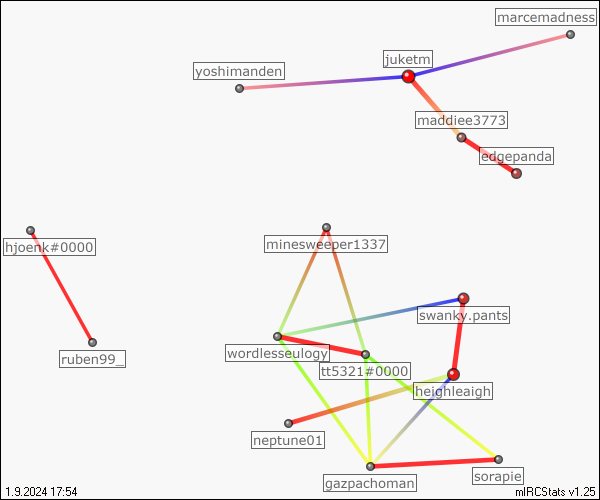 marcemadness
juketm
yoshimanden
maddiee3773
edgepanda
hjoenk#0000
minesweeper1337
swanky.pants
wordlesseulogy
ruben99_
tt5321#0000
heighleaigh
neptune01
sorapie
gazpachoman
1.9.2024 17:54
mIRCStats v1.25